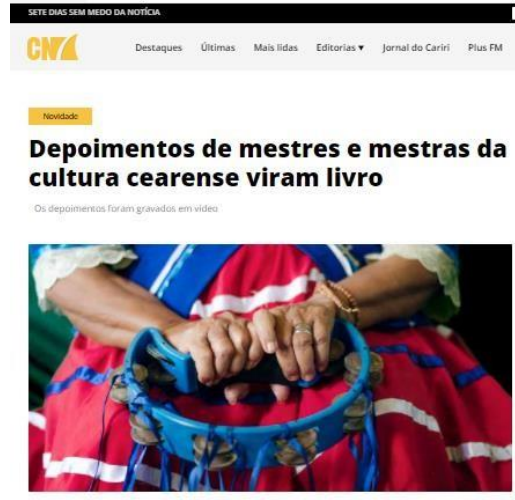 SETE DIAS SEM MEDO DA NOTÍCIA
CN7
Destaques Últimas Mais lidas Editorias ▾ Jornal do Cariri Plus FM
Novidade
Depoimentos de mestres e mestras da
cultura cearense viram livro
Os depoimentos foram gravados em vídeo